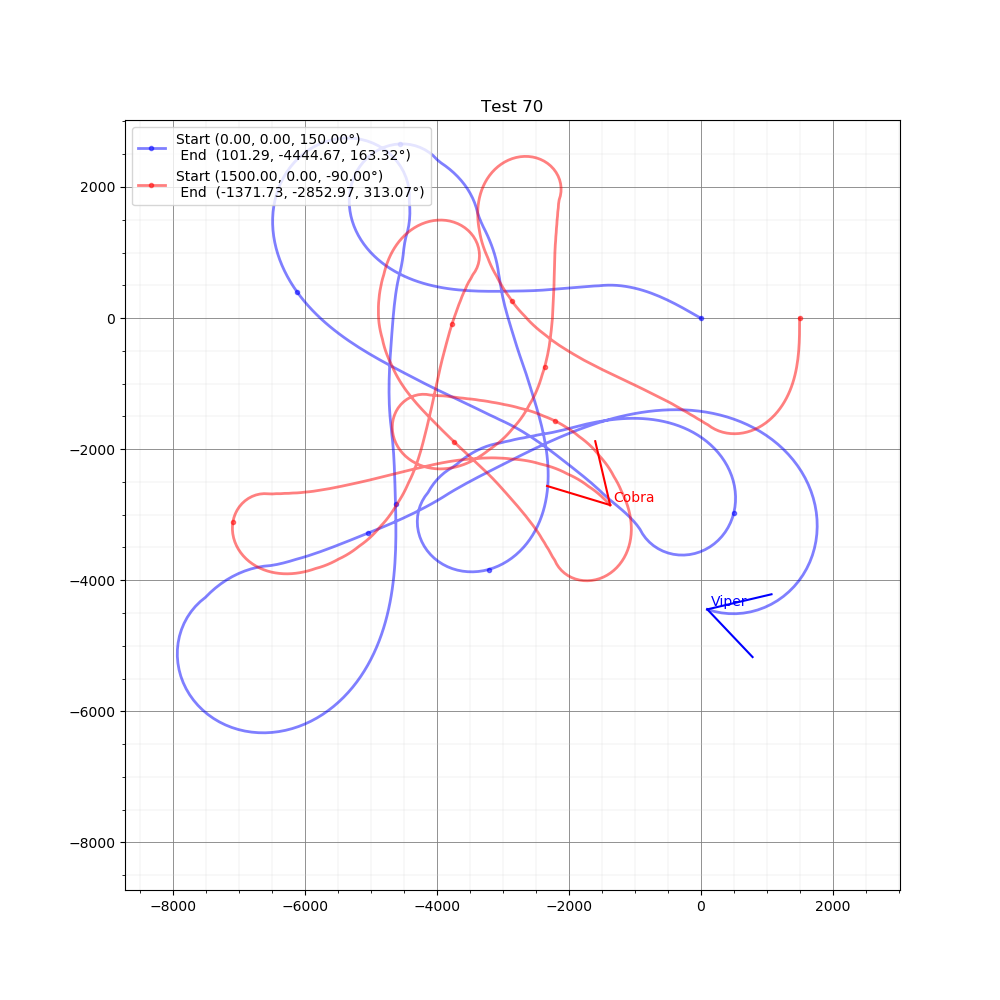 Test 70
Start (0.00, 0.00, 150.00°)
End (101.29, -4444.67, 163.32°)
Start (1500.00, 0.00, -90.00°)
End (-1371.73, -2852.97, 313.07°)
2000
0
−2000
−4000
−6000
−8000
Cobra
Viper
−8000
−6000
−4000
−2000
0
2000